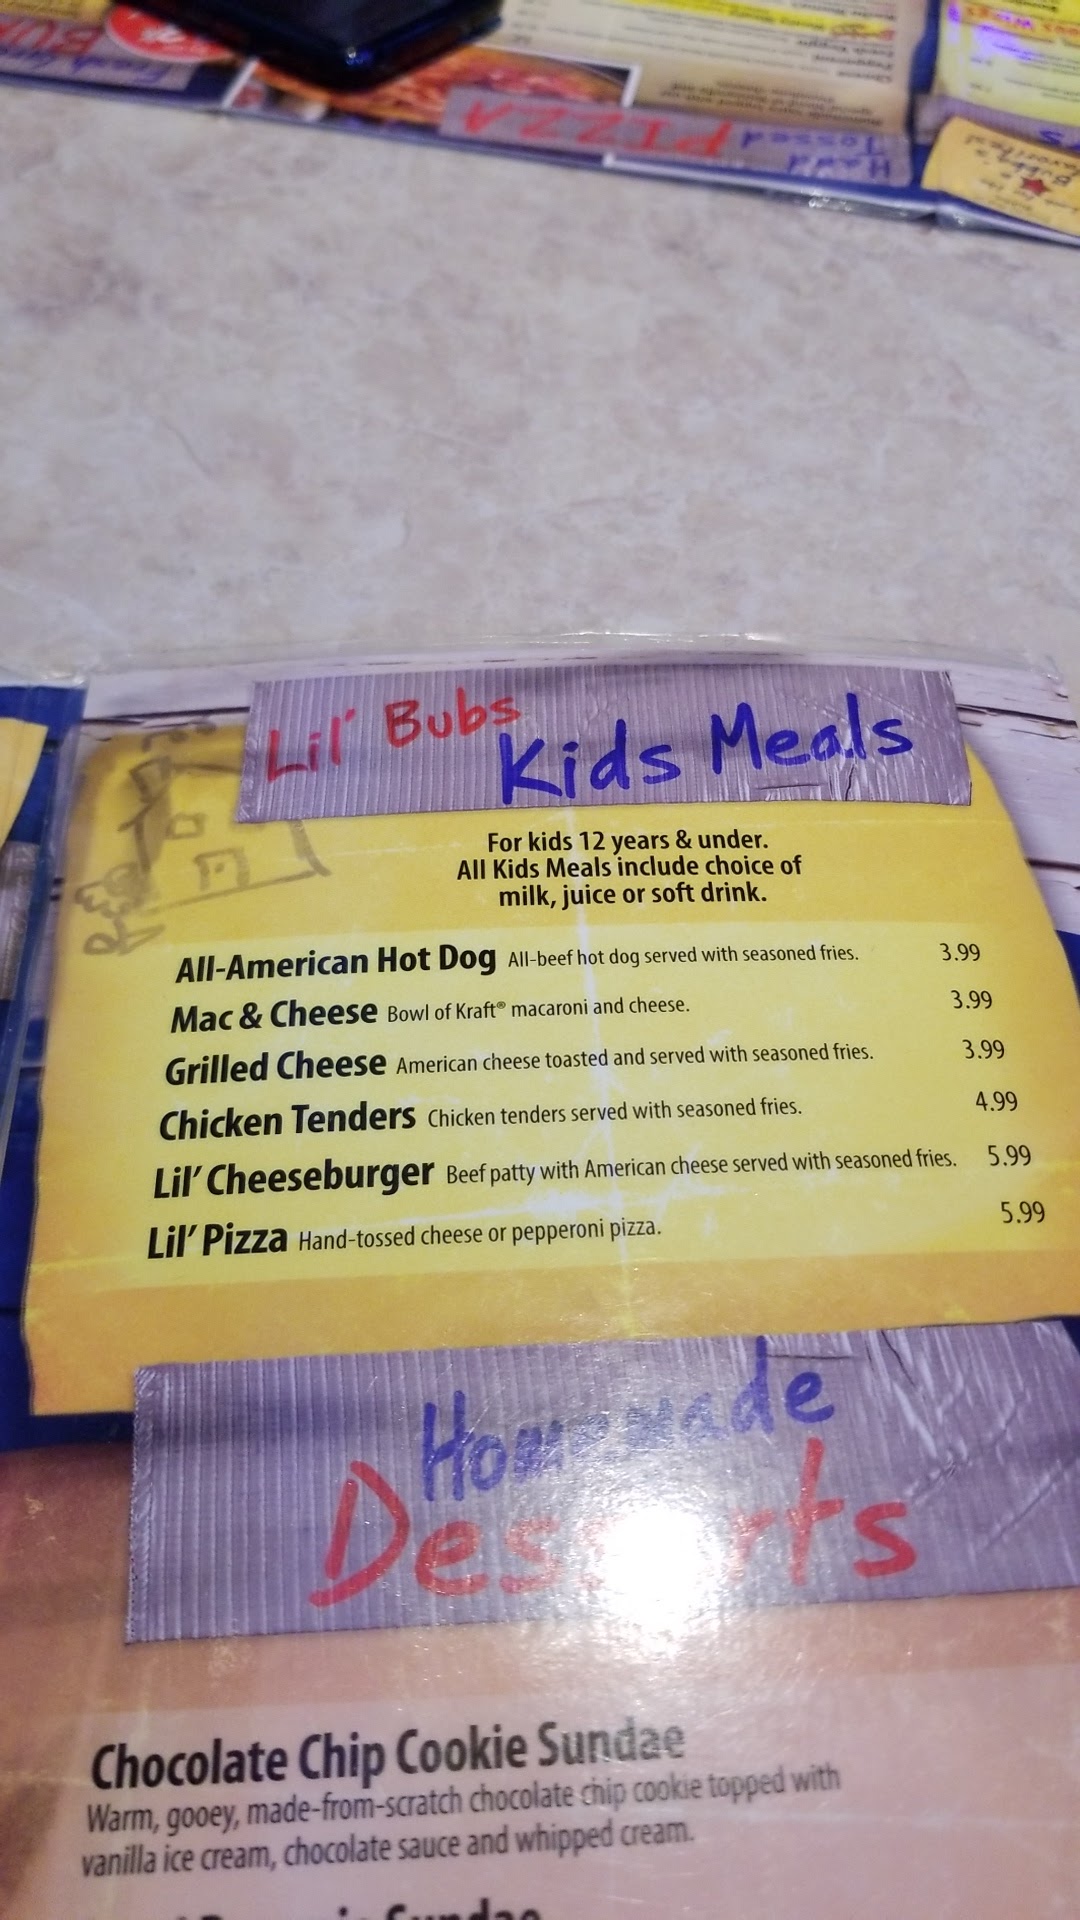 PIZZA
Tossed
Hand
Lil' Bubs
Kids Meals
For kids 12 years & under.
All Kids Meals include choice of
milk, juice or soft drink.
All-American Hot Dog All-beef hot dog served with seasoned fries. 3.99
Mac & Cheese Bowl of Kraft® macaroni and cheese. 3.99
Grilled Cheese American cheese toasted and served with seasoned fries. 3.99
Chicken Tenders Chicken tenders served with seasoned fries. 4.99
Lil' Cheeseburger Beef patty with American cheese served with seasoned fries. 5.99
Lil' Pizza Hand-tossed cheese or pepperoni pizza. 5.99
Homemade
Desserts
Chocolate Chip Cookie Sundae
Warm, gooey, made-from-scratch chocolate chip cookie topped with
vanilla ice cream, chocolate sauce and whipped cream.
Sundae